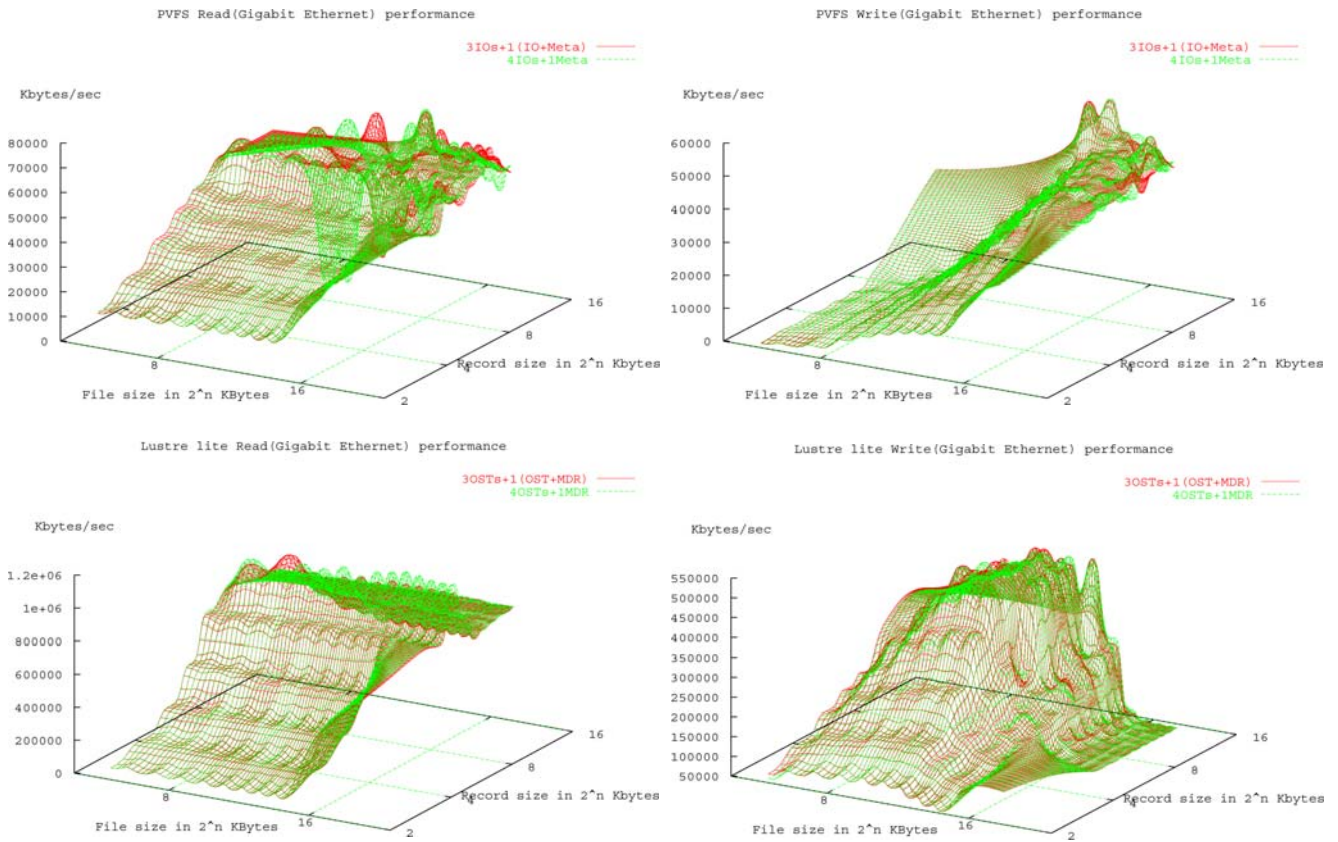 PVFS Read(Gigabit Ethernet) performance
3IOs+1(IO+Meta)
4IOs+1Meta
Kbytes/sec
80000
70000
60000
50000
40000
30000
20000
10000
0
8
16
File size in 2^n KBytes
2
4
8
16
Record size in 2^n Kbytes
PVFS Write(Gigabit Ethernet) performance
3IOs+1(IO+Meta)
4IOs+1Meta
Kbytes/sec
60000
50000
40000
30000
20000
10000
0
8
16
File size in 2^n KBytes
2
4
8
16
Record size in 2^n Kbytes
Lustre lite Read(Gigabit Ethernet) performance
3OSTs+1(OST+MDR)
4OSTs+1MDR
Kbytes/sec
1.2e+06
1e+06
800000
600000
400000
200000
0
8
16
File size in 2^n KBytes
2
4
8
16
Record size in 2^n Kbytes
Lustre lite Write(Gigabit Ethernet) performance
3OSTs+1(OST+MDR)
4OSTs+1MDR
Kbytes/sec
550000
500000
450000
400000
350000
300000
250000
200000
150000
100000
50000
8
16
File size in 2^n KBytes
2
4
8
16
Record size in 2^n Kbytes